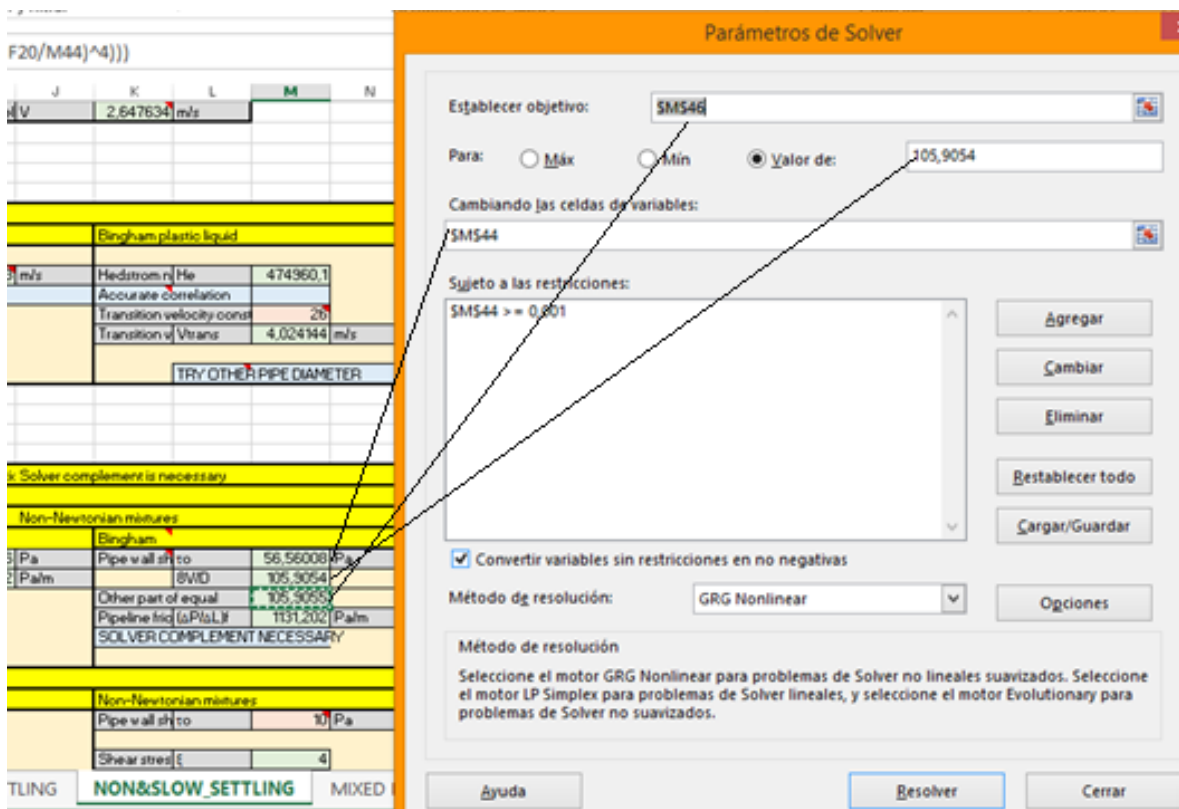 F20/M44)^4)))
J K L M N
V 2,647634 m/s
Bingham plastic liquid
m/s Hedstrom n He 474960,1
Accurate correlation
Transition velocity const 26
Transition v Vtrans 4,024144 m/s
TRY OTHER PIPE DIAMETER
Solver complement is necessary
Non-Newtonian mixtures
Bingham
Pa Pipe wall sh to 56,56008 Pa
Pa/m 8V/D 105,9054
Other part of equal 105,9055
Pipeline fric (ΔP/ΔL)f 1131,202 Pa/m
SOLVER COMPLEMENT NECESSARY
Non-Newtonian mixtures
Pipe wall sh to 10 Pa
Shear stres ξ 4
TLING NON&SLOW_SETTLING MIXED
Parámetros de Solver
Establecer objetivo: $M$46
Para: Máx Mín Valor de: 105,9054
Cambiando las celdas de variables:
$M$44
Sujeto a las restricciones:
$M$44 >= 0,001
Agregar
Cambiar
Eliminar
Restablecer todo
Cargar/Guardar
Convertir variables sin restricciones en no negativas
Método de resolución: GRG Nonlinear Opciones
Método de resolución
Seleccione el motor GRG Nonlinear para problemas de Solver no lineales suavizados. Seleccione
el motor LP Simplex para problemas de Solver lineales, y seleccione el motor Evolutionary para
problemas de Solver no suavizados.
Ayuda Resolver Cerrar